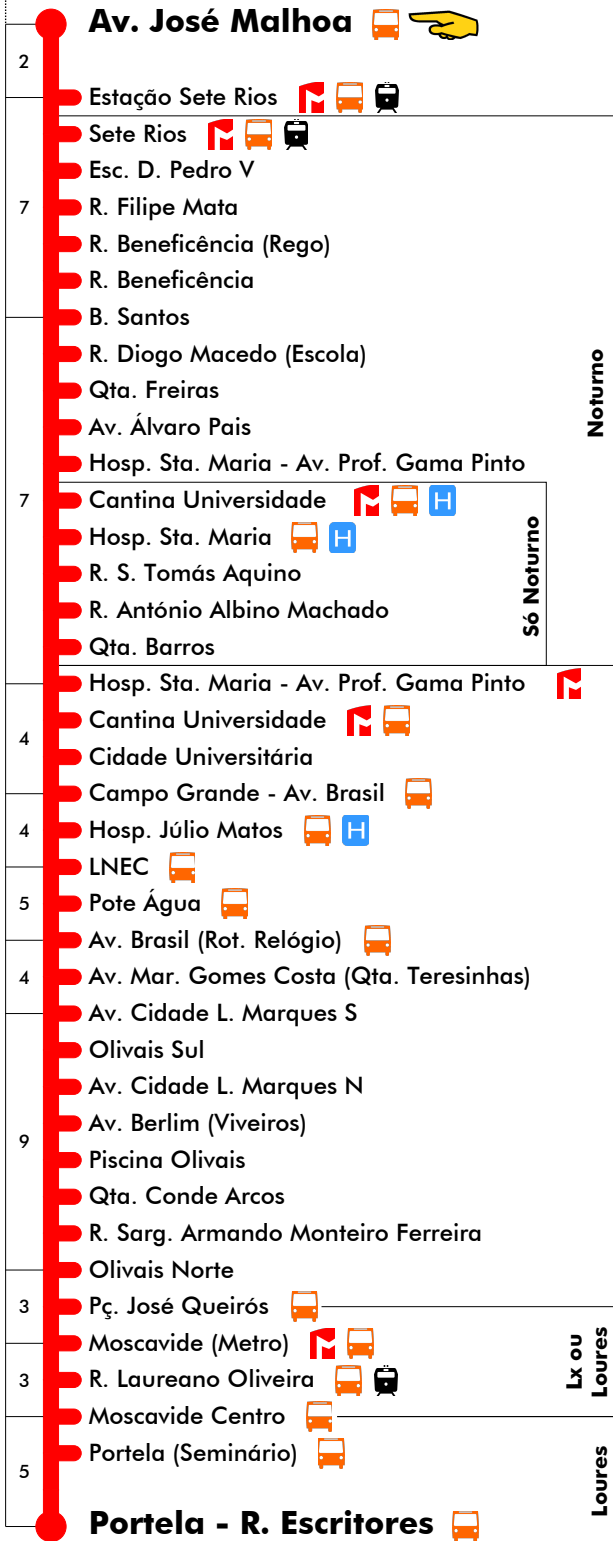 Av. José Malhoa
2
Estação Sete Rios
Sete Rios
Esc. D. Pedro V
7
R. Filipe Mata
R. Beneficência (Rego)
R. Beneficência
B. Santos
R. Diogo Macedo (Escola)
Noturno
Qta. Freiras
Av. Álvaro Pais
Hosp. Sta. Maria - Av. Prof. Gama Pinto
7
Cantina Universidade
H
Hosp. Sta. Maria
H
Só Noturno
R. S. Tomás Aquino
R. António Albino Machado
Qta. Barros
Hosp. Sta. Maria - Av. Prof. Gama Pinto
Cantina Universidade
4
Cidade Universitária
Campo Grande - Av. Brasil
4
Hosp. Júlio Matos
H
LNEC
5
Pote Água
Av. Brasil (Rot. Relógio)
4
Av. Mar. Gomes Costa (Qta. Teresinhas)
Av. Cidade L. Marques S
Olivais Sul
Av. Cidade L. Marques N
Av. Berlim (Viveiros)
9
Piscina Olivais
Qta. Conde Arcos
R. Sarg. Armando Monteiro Ferreira
Olivais Norte
3
Pç. José Queirós
Moscavide (Metro)
Lx ou
Loures
3
R. Laureano Oliveira
Moscavide Centro
Portela (Seminário)
5
Loures
Portela - R. Escritores